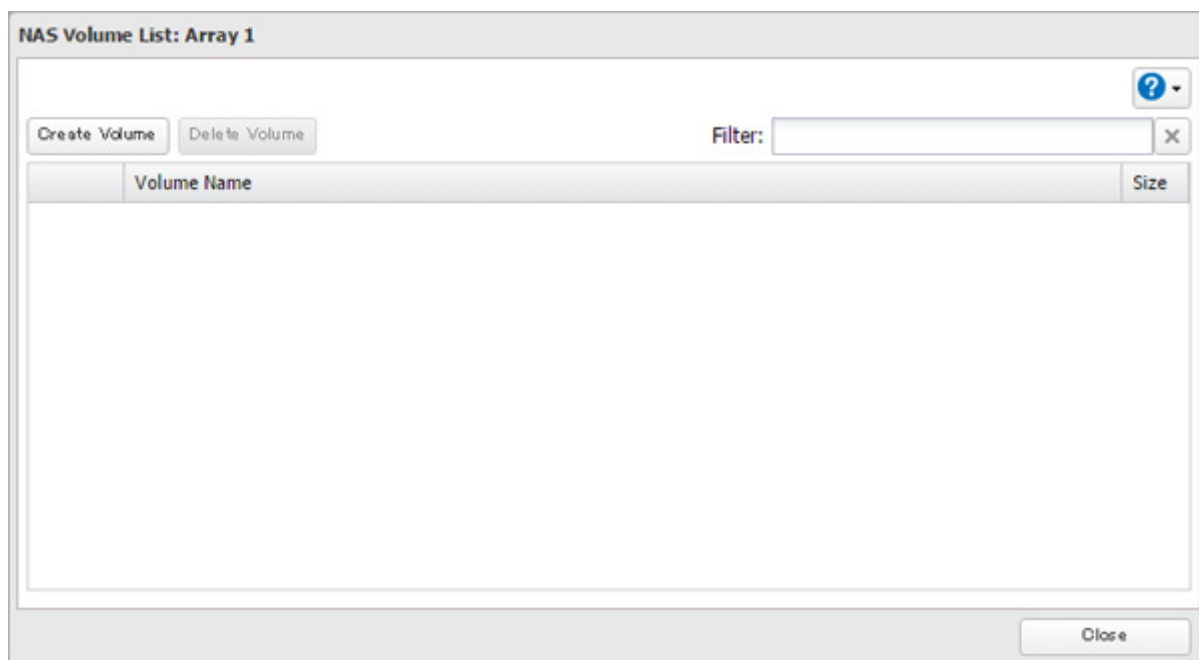 NAS Volume List: Array 1
?
Create Volume Delete Volume Filter:
Volume Name Size
Close